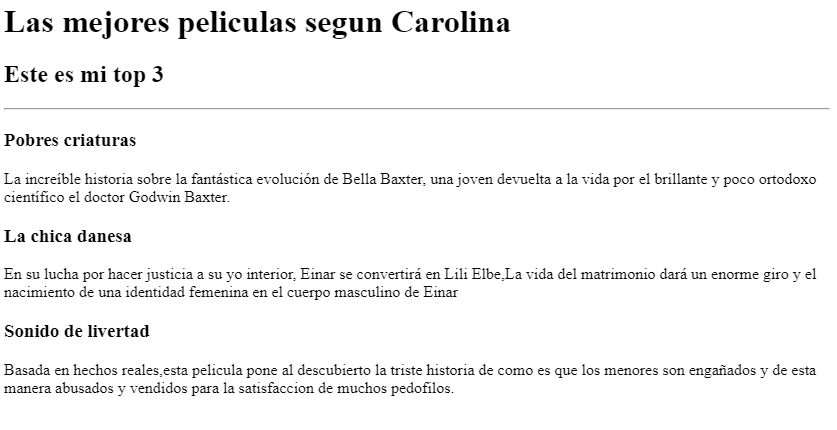 Las mejores peliculas segun Carolina
Este es mi top 3
Pobres criaturas
La increíble historia sobre la fantástica evolución de Bella Baxter, una joven devuelta a la vida por el brillante y poco ortodoxo
científico el doctor Godwin Baxter.
La chica danesa
En su lucha por hacer justicia a su yo interior, Einar se convertirá en Lili Elbe,La vida del matrimonio dará un enorme giro y el
nacimiento de una identidad femenina en el cuerpo masculino de Einar
Sonido de livertad
Basada en hechos reales,esta pelicula pone al descubierto la triste historia de como es que los menores son engañados y de esta
manera abusados y vendidos para la satisfaccion de muchos pedofilos.